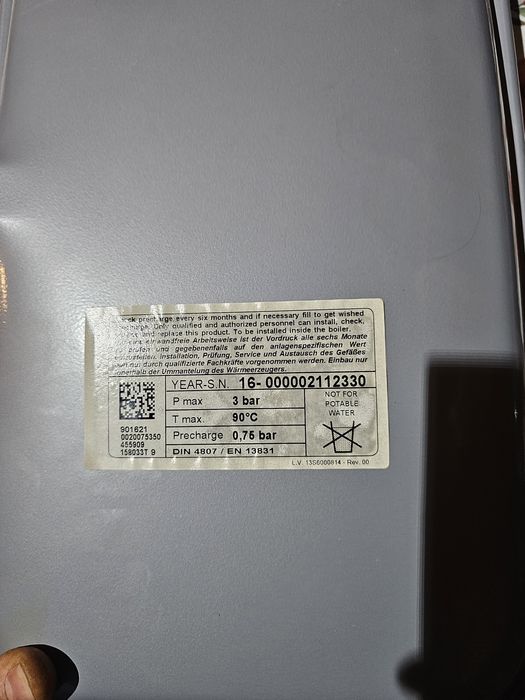 precharge every six months and if necessary fill to get wished
Only qualified and authorized personnel can install, check,
and replace this product. To be installed inside the boiler.
einwandfreie Arbeitsweise ist der Vordruck alle sechs Monate
prüfen und gegebenenfalls auf den anlagenspezifischen Wert
Installation, Prüfung, Service und Austausch des Gefäßes
nur durch qualifizierte Fachkräfte vorgenommen werden. Einbau nur
innerhalb der Ummantelung des Wärmeerzeugers.
YEAR-S.N. 16- 000002112330
P max 3 bar
T max. 90°C
Precharge 0,75 bar
DIN 4807 / EN 13831
NOT FOR
POTABLE
WATER
901621
0020075350
455909
158033T 9
L.V. 13S6000814 - Rev. 00